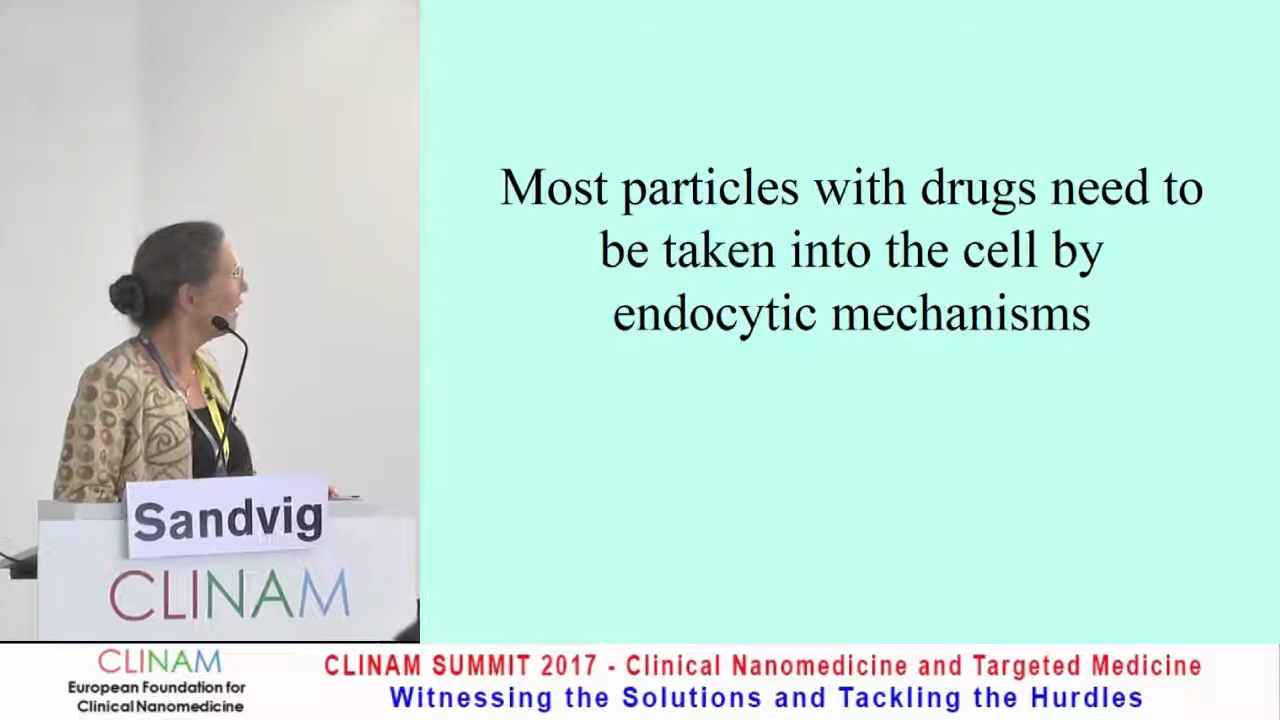 Most particles with drugs need to
be taken into the cell by
endocytic mechanisms
Sandvig
CLINAM
CLINAM
European Foundation for
Clinical Nanomedicine
CLINAM SUMMIT 2017 - Clinical Nanomedicine and Targeted Medicine
Witnessing the Solutions and Tackling the Hurdles